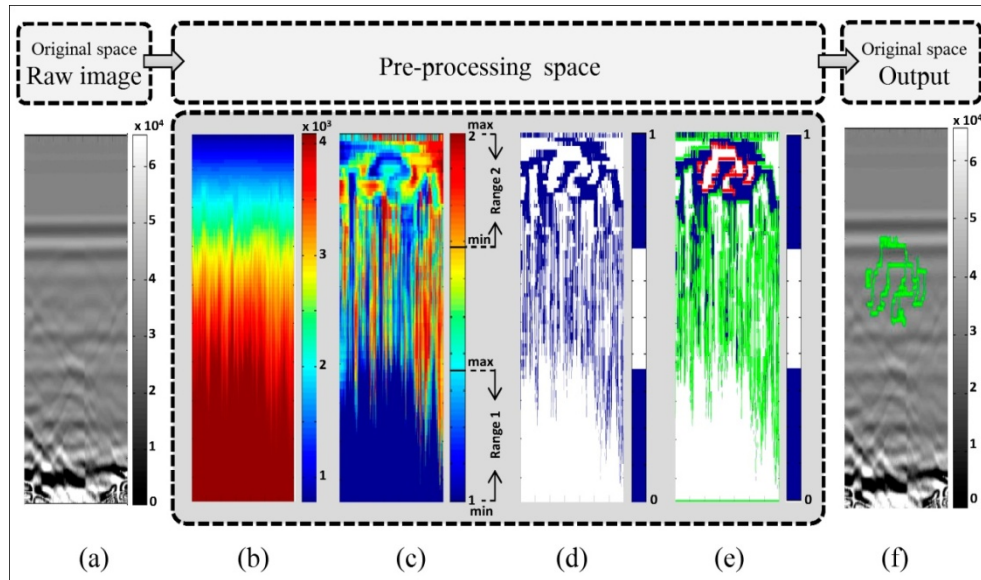 Original space
Raw image
Pre-processing space
Original space
Output
x 10⁴
6
5
4
3
2
1
0
x 10³
4
3
2
1
2
1
max
Range 2
min
max
Range 1
min
1
0
1
0
x 10⁴
6
5
4
3
2
1
0
(a)
(b)
(c)
(d)
(e)
(f)